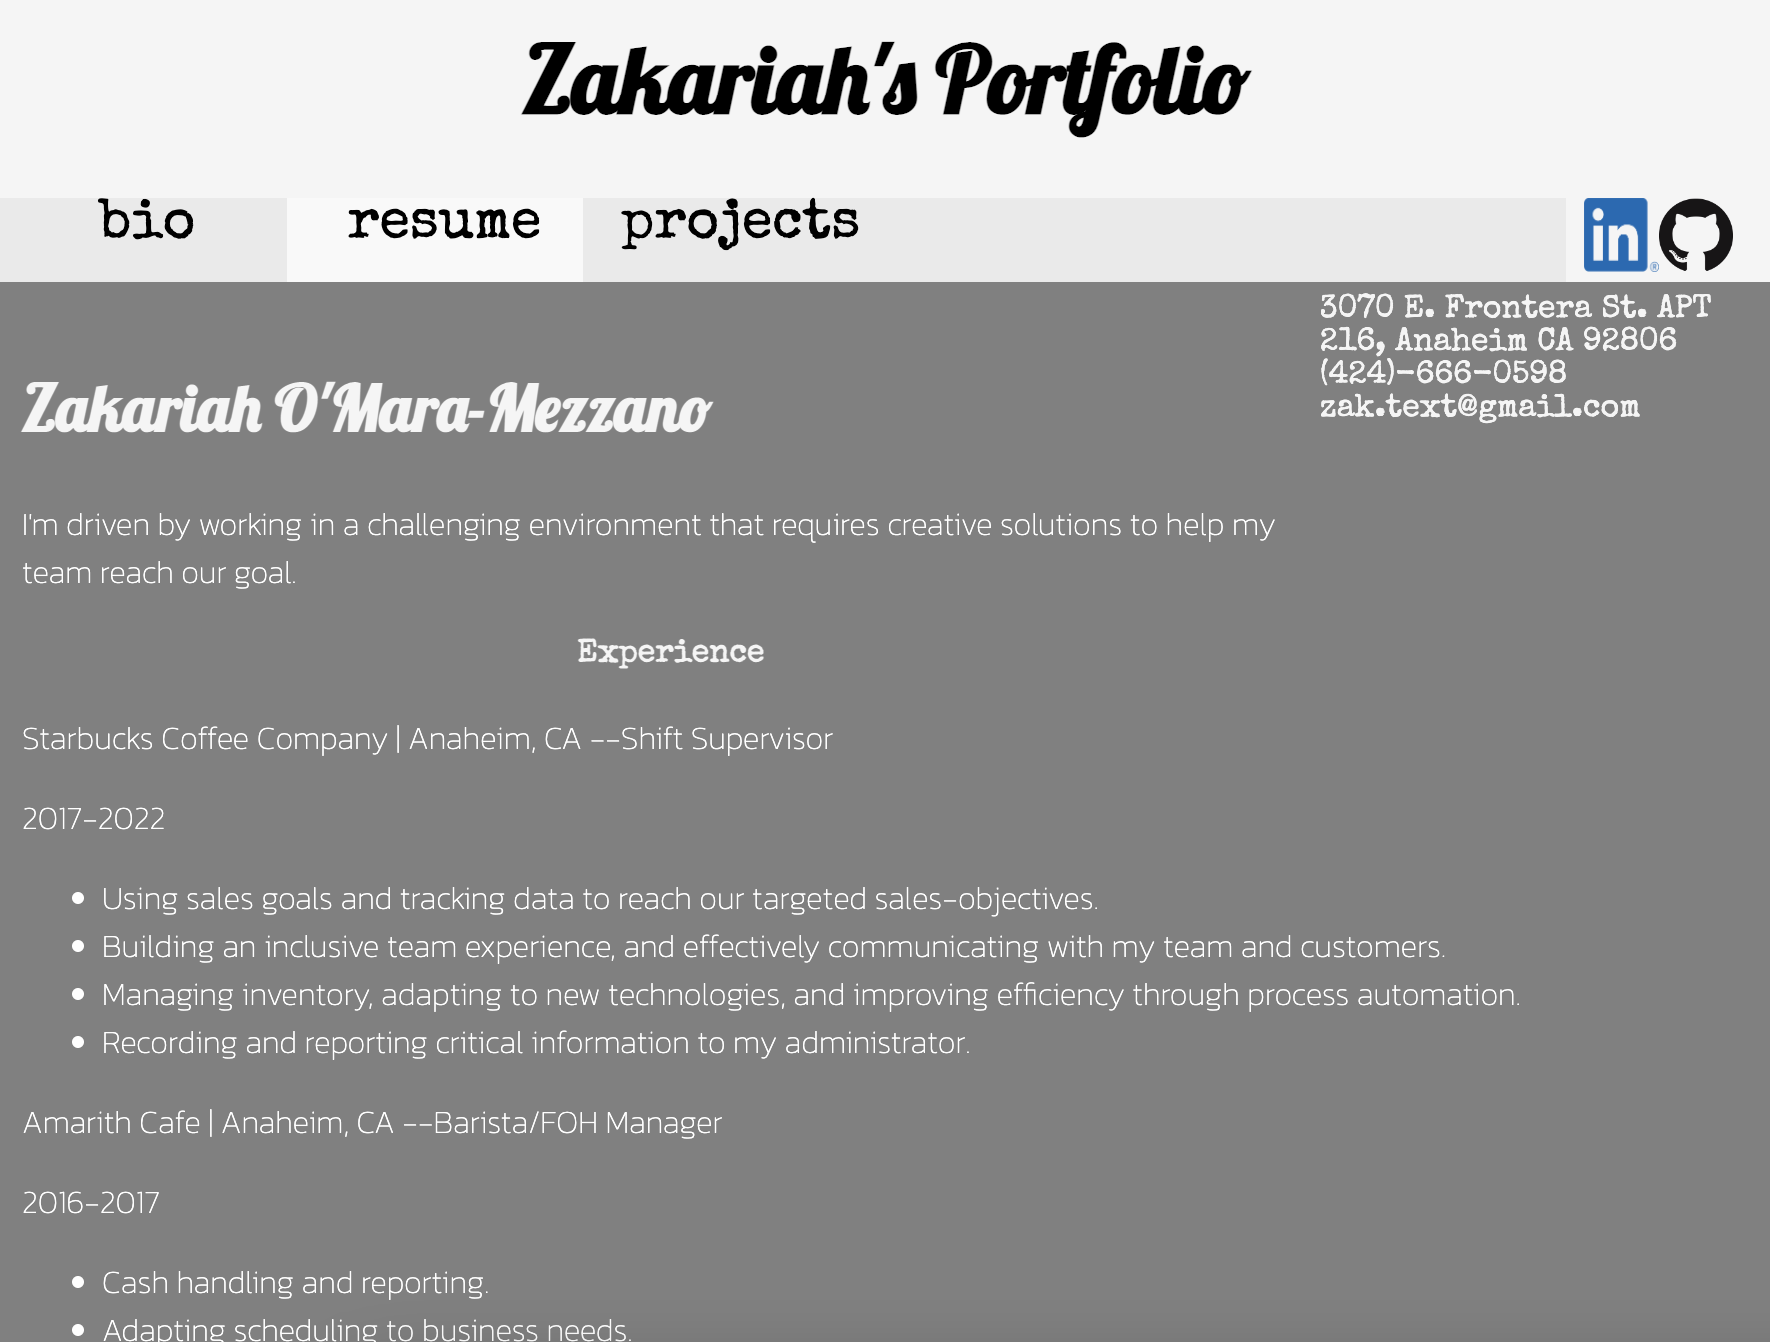 Zakariah's Portfolio
bio
resume
projects
in
®
3070 E. Frontera St. APT
216, Anaheim CA 92806
(424)-666-0598
zak.text@gmail.com
Zakariah O'Mara-Mezzano
I'm driven by working in a challenging environment that requires creative solutions to help my
team reach our goal.
Experience
Starbucks Coffee Company | Anaheim, CA --Shift Supervisor
2017-2022
Using sales goals and tracking data to reach our targeted sales-objectives.
Building an inclusive team experience, and effectively communicating with my team and customers.
Managing inventory, adapting to new technologies, and improving efficiency through process automation.
Recording and reporting critical information to my administrator.
Amarith Cafe | Anaheim, CA --Barista/FOH Manager
2016-2017
Cash handling and reporting.
Adapting scheduling to business needs.